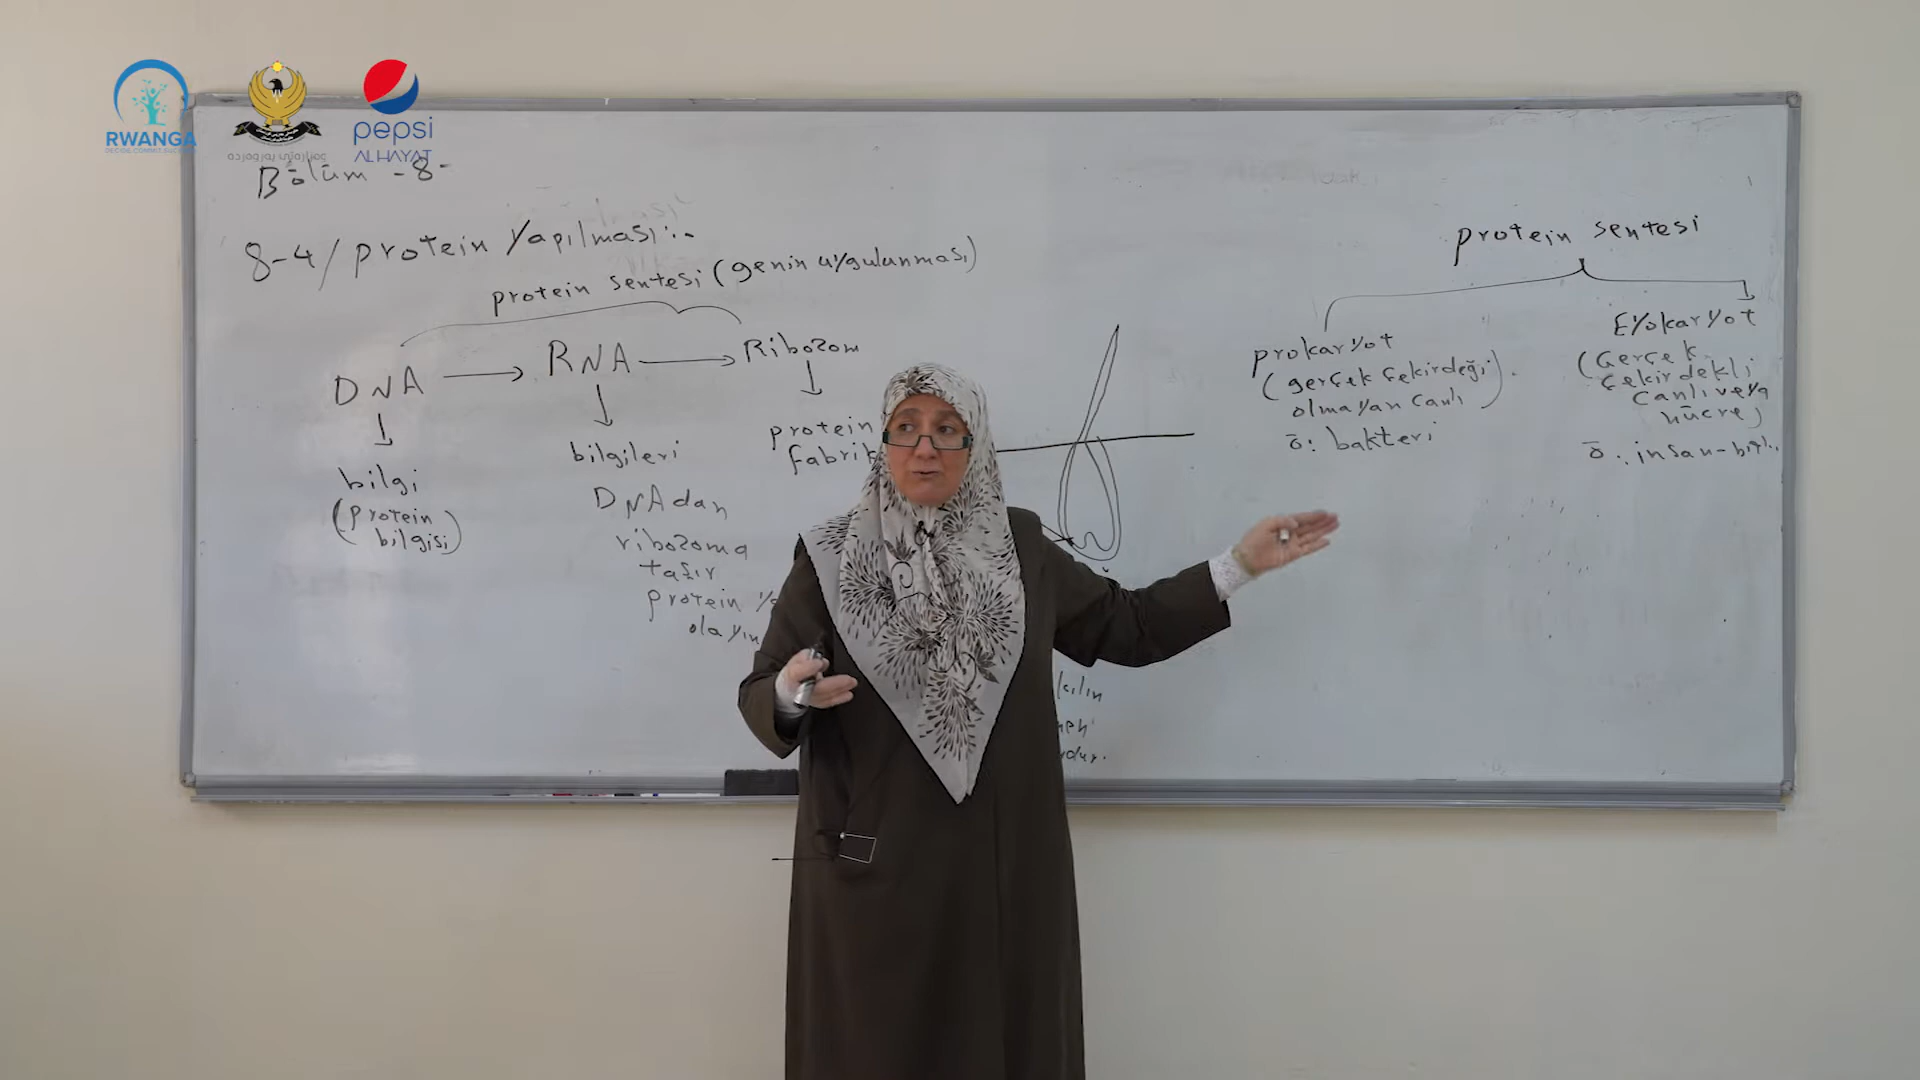 RWANGA
pepsi
AL HAYAT
Bölüm -8-
8-4/ protein yapılması:.
protein sentesi (genin uygulanması)
DNA → RNA → Ribozom
bilgi
(protein
bilgisi)
bilgileri
DNAdan
ribozoma
taşır
protein
protein
fabrik
protein sentesi
prokaryot
(gerçek çekirdeği
olmayan canlı)
ö: bakteri
Eyokaryot
(Gerçek
çekirdekli
canlı veya
hücre)
ö: insan-